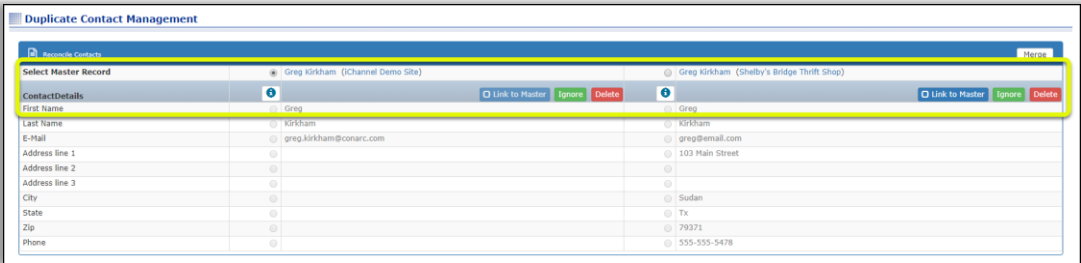 Duplicate Contact Management
Reconcile Contacts Merge
Select Master Record Greg Kirkham (iChannel Demo Site) Greg Kirkham (Shelby's Bridge Thrift Shop)
ContactDetails Link to Master Ignore Delete Link to Master Ignore Delete
First Name Greg Greg
Last Name Kirkham Kirkham
E-Mail greg.kirkham@conarc.com greg@email.com
Address line 1 103 Main Street
Address line 2
Address line 3
City Sudan
State Tx
Zip 79371
Phone 555-555-5478